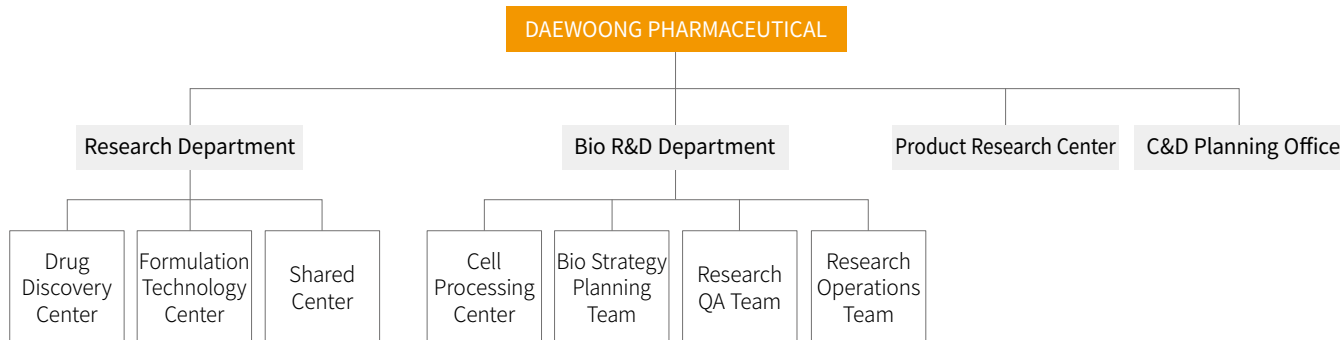 DAEWOONG PHARMACEUTICAL
Research Department
Bio R&D Department
Product Research Center
C&D Planning Office
Drug
Discovery
Center
Formulation
Technology
Center
Shared
Center
Cell
Processing
Center
Bio Strategy
Planning
Team
Research
QA Team
Research
Operations
Team